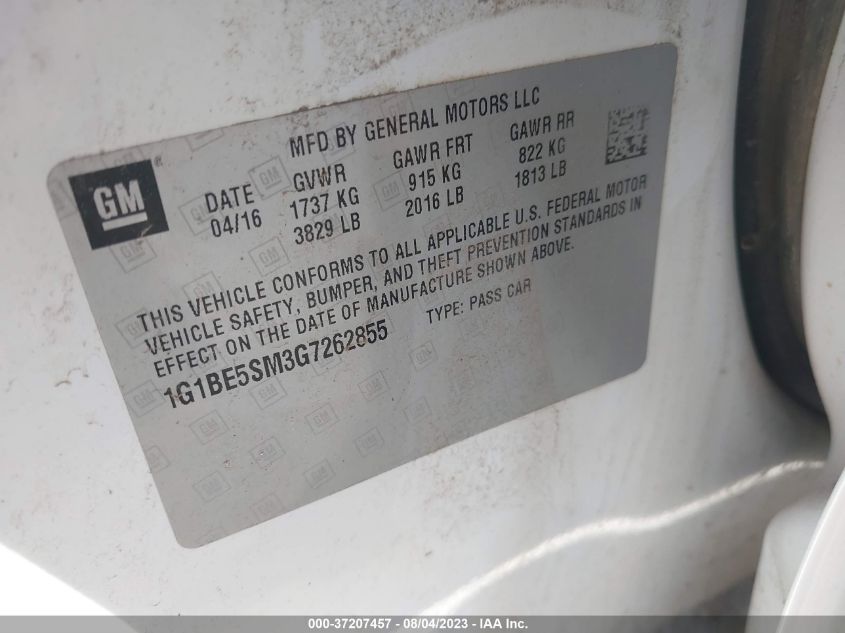 MFD BY GENERAL MOTORS LLC
GM®
DATE GVWR GAWR FRT GAWR RR
04/16 1737 KG 915 KG 822 KG
3829 LB 2016 LB 1813 LB
THIS VEHICLE CONFORMS TO ALL APPLICABLE U.S. FEDERAL MOTOR
VEHICLE SAFETY, BUMPER, AND THEFT PREVENTION STANDARDS IN
EFFECT ON THE DATE OF MANUFACTURE SHOWN ABOVE.
1G1BE5SM3G7262855 TYPE: PASS CAR
000-37207457 - 08/04/2023 - IAA Inc.